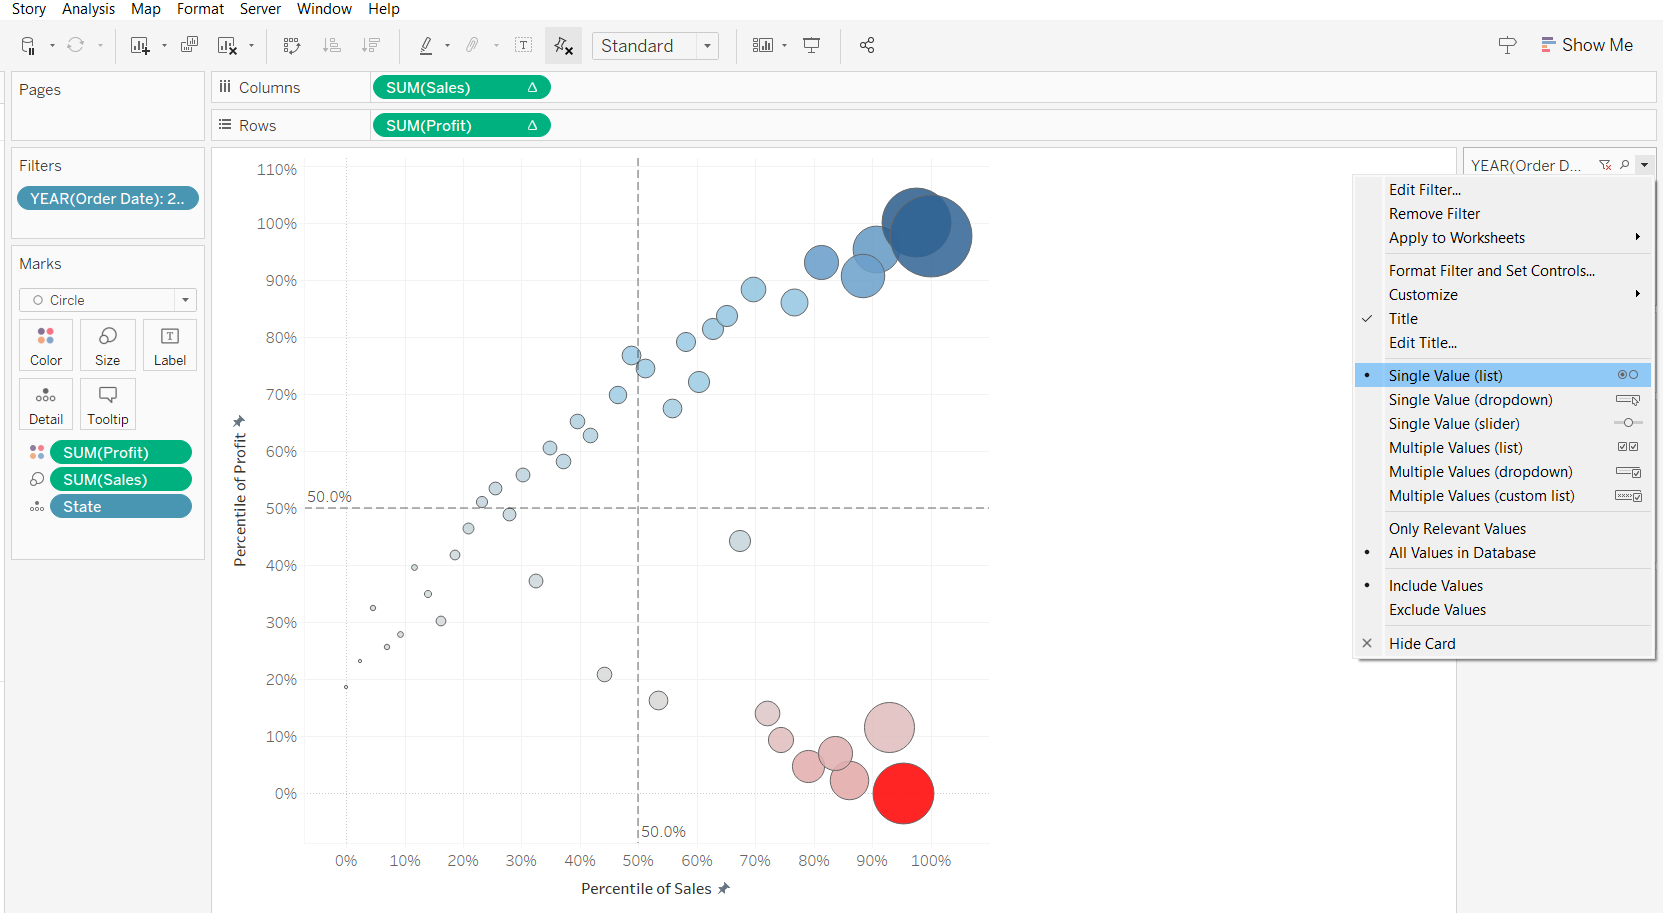 Story Analysis Map Format Server Window Help
Standard
Show Me
Pages
Columns SUM(Sales) Δ
Rows SUM(Profit) Δ
Filters
YEAR(Order Date): 2..
Marks
Circle
Color Size Label
T
Detail Tooltip
SUM(Profit)
SUM(Sales)
State
110%
100%
90%
80%
70%
60%
50%
40%
30%
20%
10%
0%
Percentile of Profit
50.0%
50.0%
0% 10% 20% 30% 40% 50% 60% 70% 80% 90% 100%
Percentile of Sales
YEAR(Order D...
Edit Filter...
Remove Filter
Apply to Worksheets
Format Filter and Set Controls...
Customize
Title
Edit Title...
Single Value (list)
Single Value (dropdown)
Single Value (slider)
Multiple Values (list)
Multiple Values (dropdown)
Multiple Values (custom list)
Only Relevant Values
All Values in Database
Include Values
Exclude Values
Hide Card